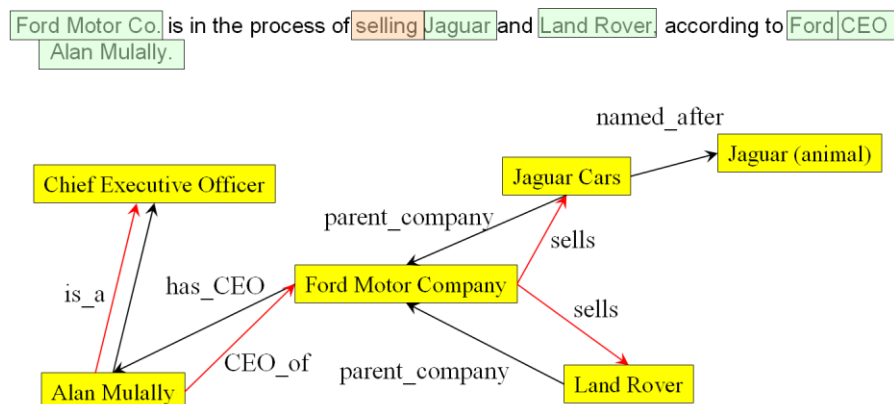 Ford Motor Co. is in the process of selling Jaguar and Land Rover, according to Ford CEO
Alan Mulally.
named_after
Jaguar (animal)
Chief Executive Officer
Jaguar Cars
parent_company
sells
is_a
has_CEO
Ford Motor Company
sells
CEO_of
parent_company
Alan Mulally
Land Rover